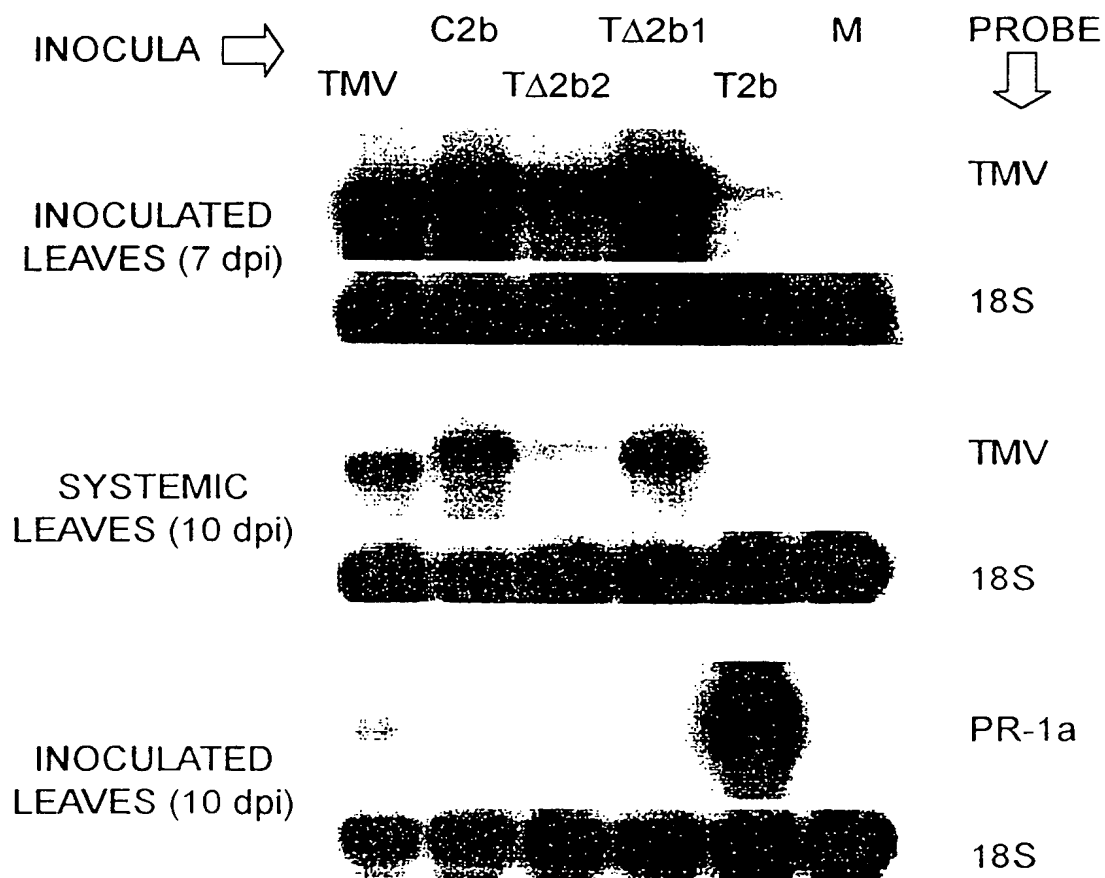 INOCULA C2b TΔ2b1 M PROBE
TMV TΔ2b2 T2b
INOCULATED
LEAVES (7 dpi)
TMV
18S
SYSTEMIC
LEAVES (10 dpi)
TMV
18S
INOCULATED
LEAVES (10 dpi)
PR-1a
18S